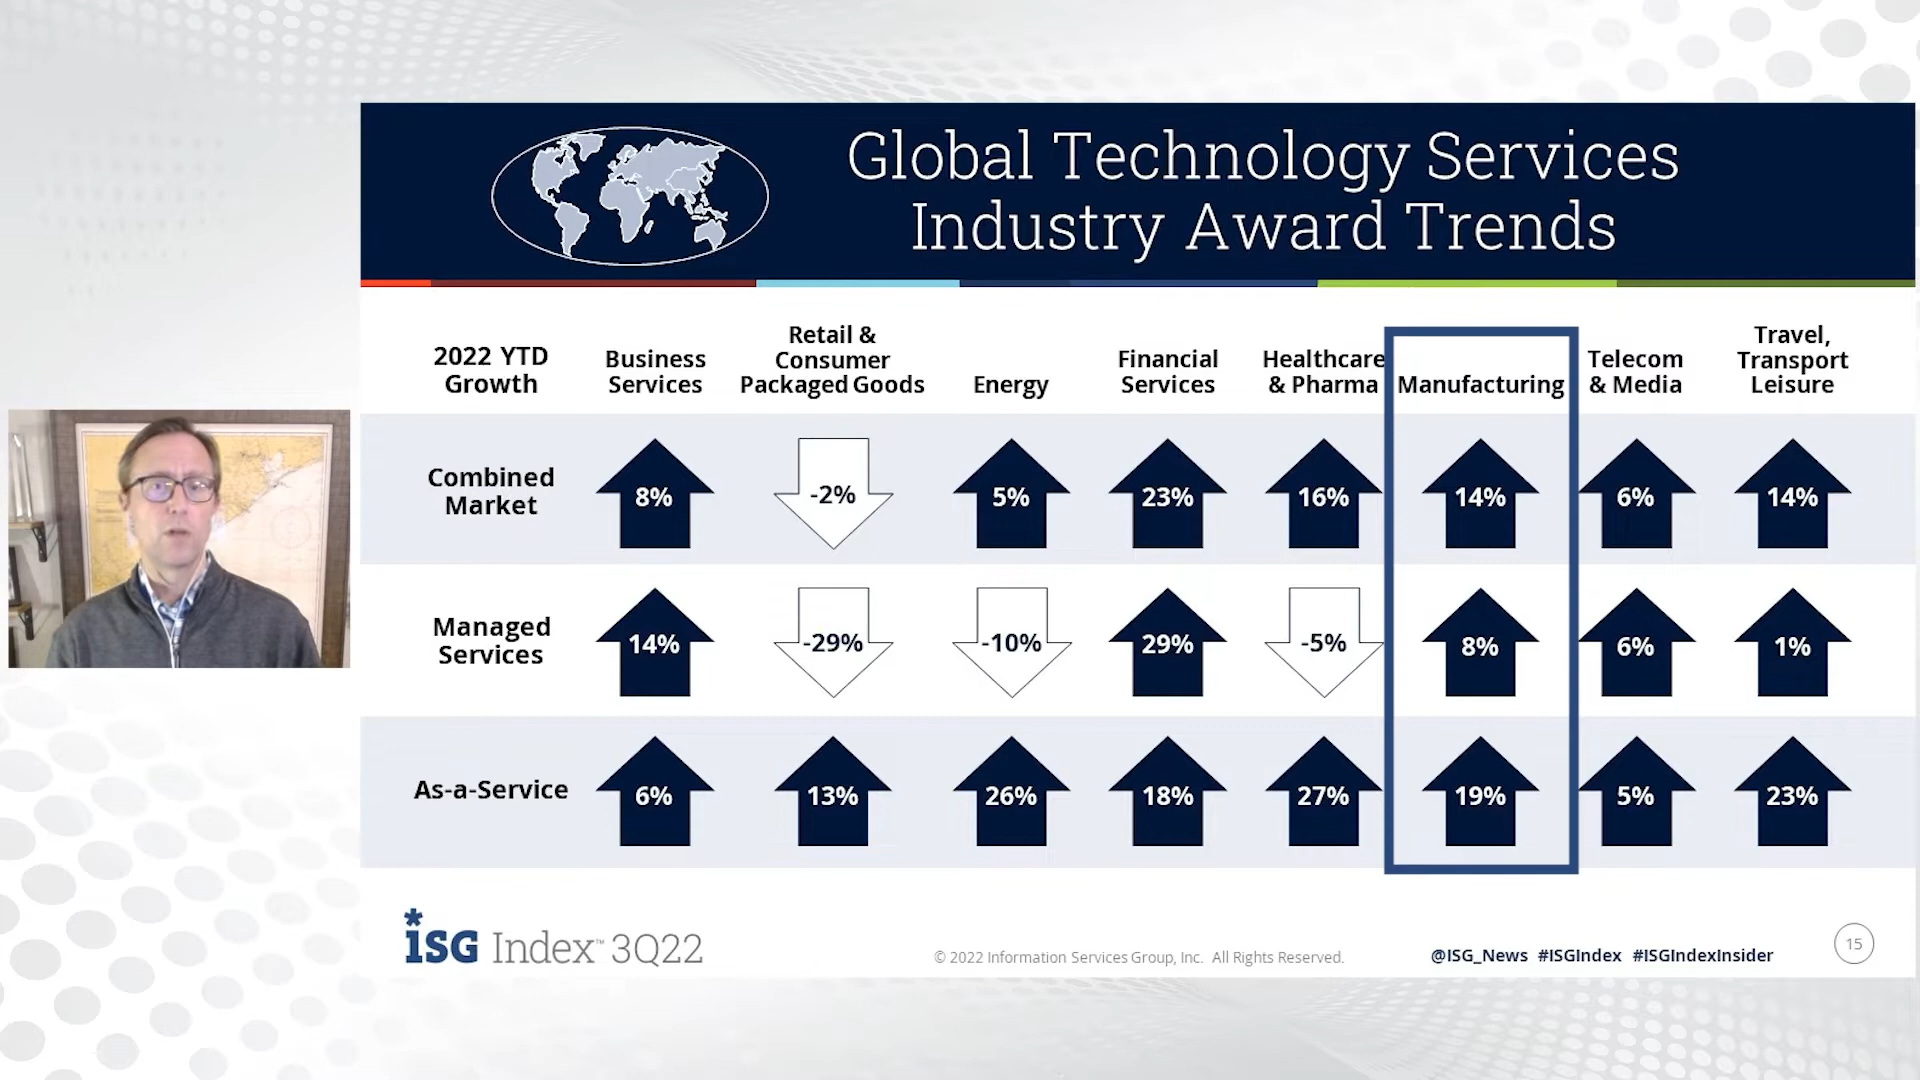 Global Technology Services
Industry Award Trends
2022 YTD
Growth
Business
Services
Retail &
Consumer
Packaged Goods
Energy
Financial
Services
Healthcare
& Pharma
Manufacturing
Telecom
& Media
Travel,
Transport
Leisure
Combined
Market
8%
-2%
5%
23%
16%
14%
6%
14%
Managed
Services
14%
-29%
-10%
29%
-5%
8%
6%
1%
As-a-Service
6%
13%
26%
18%
27%
19%
5%
23%
ISG Index™ 3Q22
© 2022 Information Services Group, Inc. All Rights Reserved.
@ISG_News #ISGIndex #ISGIndexInsider
15